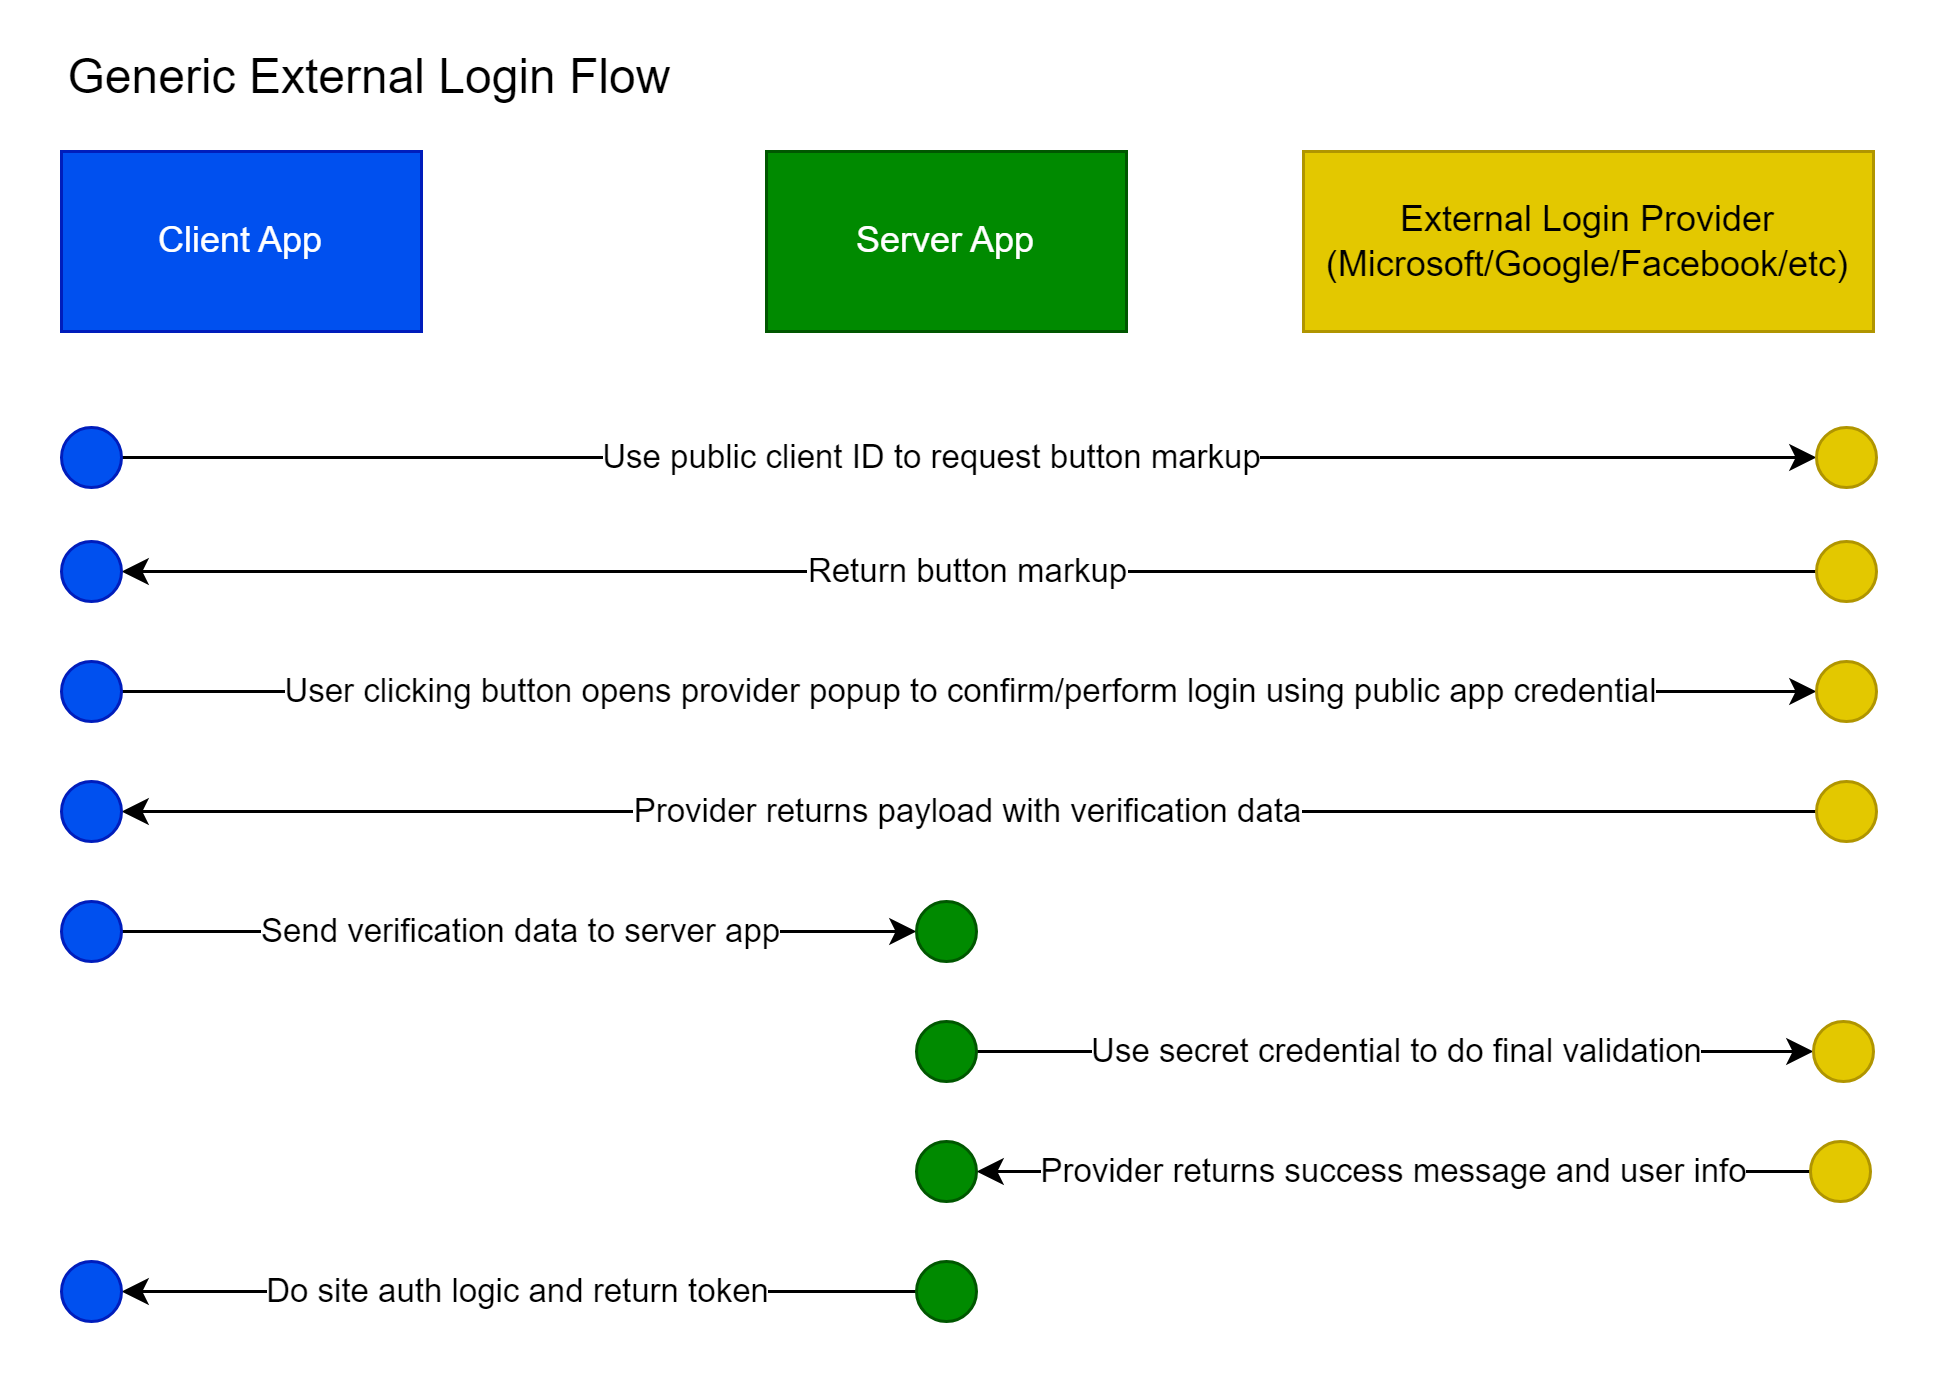 Generic External Login Flow
Client App
Server App
External Login Provider
(Microsoft/Google/Facebook/etc)
Use public client ID to request button markup
Return button markup
User clicking button opens provider popup to confirm/perform login using public app credential
Provider returns payload with verification data
Send verification data to server app
Use secret credential to do final validation
Provider returns success message and user info
Do site auth logic and return token